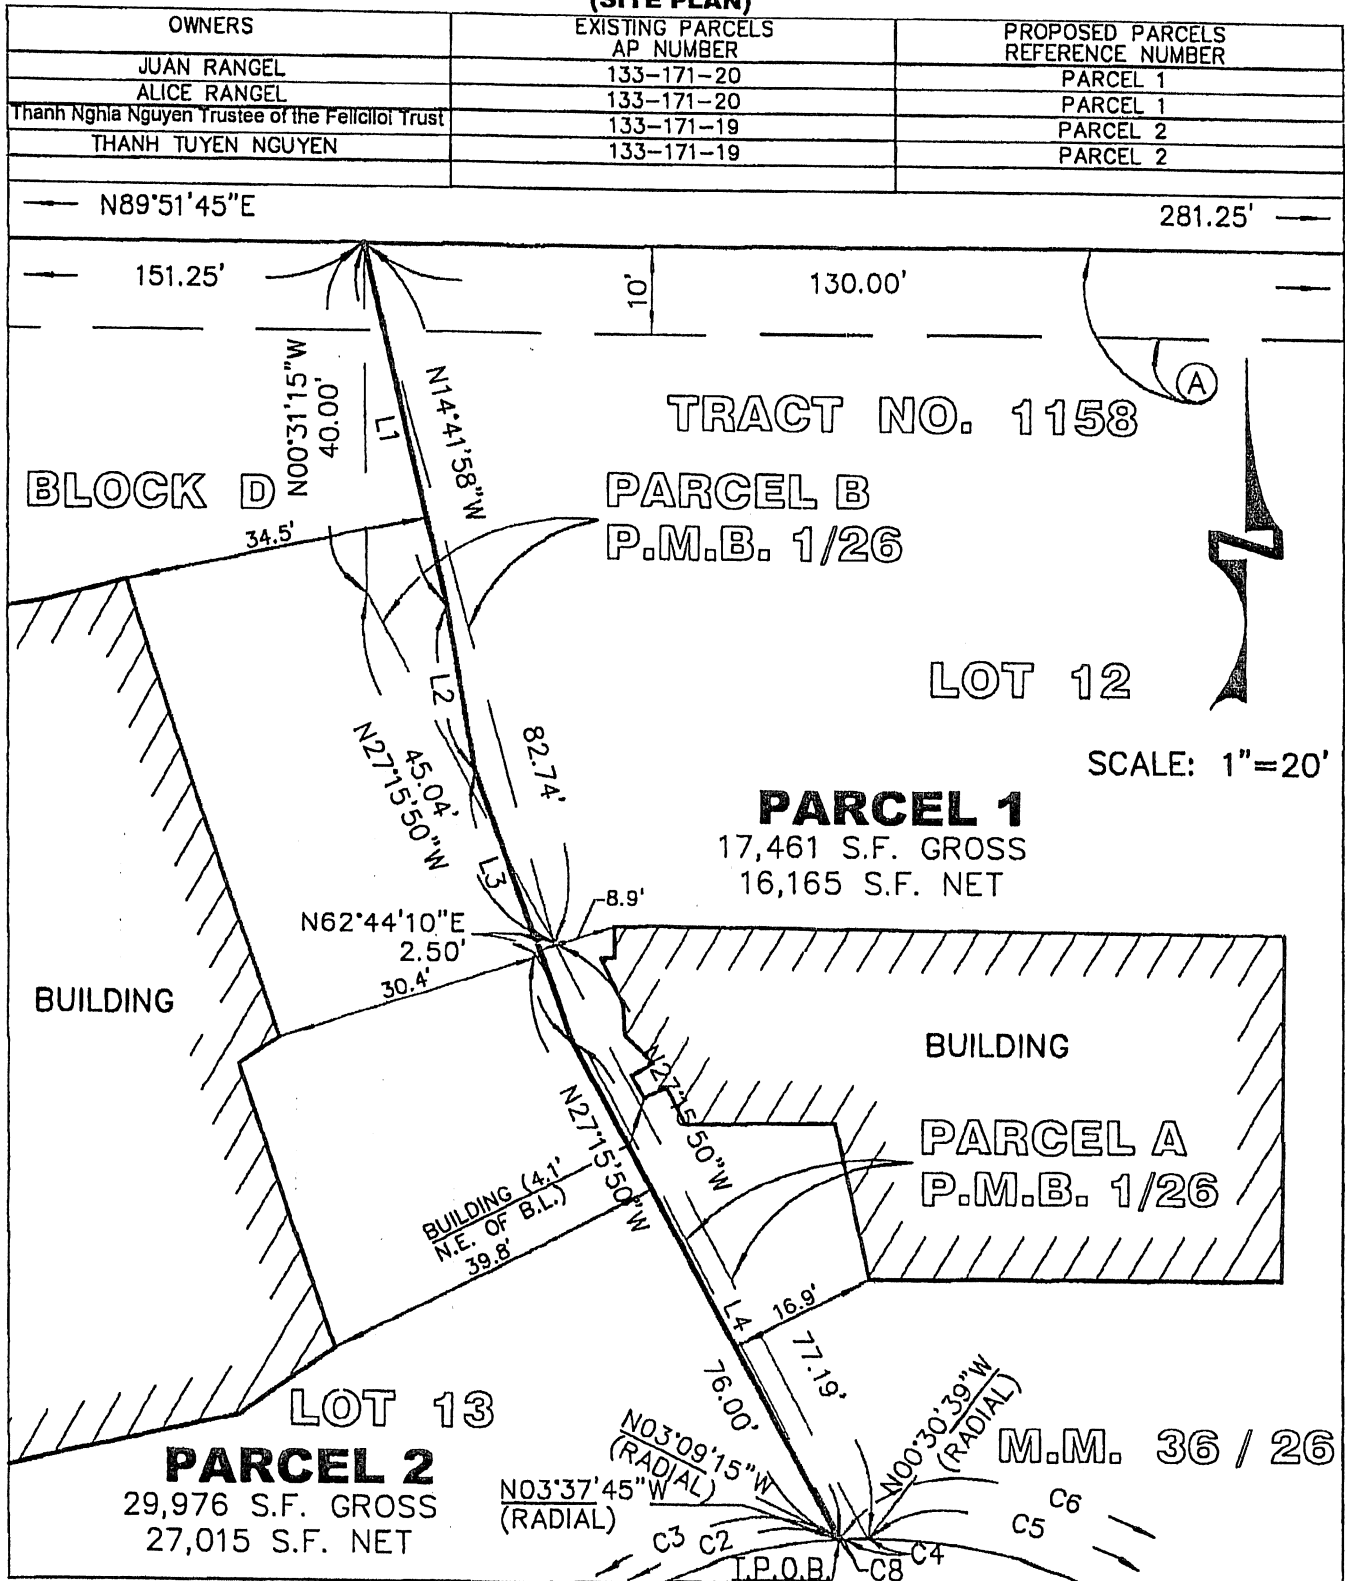 (SITE PLAN)
OWNERS
EXISTING PARCELS
AP NUMBER
PROPOSED PARCELS
REFERENCE NUMBER
JUAN RANGEL
133-171-20
PARCEL 1
ALICE RANGEL
133-171-20
PARCEL 1
Thanh Nghia Nguyen Trustee of the Feliciloi Trust
133-171-19
PARCEL 2
THANH TUYEN NGUYEN
133-171-19
PARCEL 2
N89°51'45"E
281.25'
151.25'
10'
130.00'
A
N00°31'15"W
40.00'
L1
N14°41'58"W
TRACT NO. 1158
BLOCK D
PARCEL B
P.M.B. 1/26
34.5'
LOT 12
L2
N27°15'50"W
45.04'
82.74'
SCALE: 1"=20'
PARCEL 1
17,461 S.F. GROSS
16,165 S.F. NET
L3
8.9'
N62°44'10"E
2.50'
30.4'
BUILDING
BUILDING
N27°15'50"W
N27°15'50"W
PARCEL A
P.M.B. 1/26
BUILDING (4.1'
N.E. OF B.L.)
39.8'
L4
16.9'
77.19'
76.00'
LOT 13
PARCEL 2
29,976 S.F. GROSS
27,015 S.F. NET
N03°09'15"W
(RADIAL)
N03°37'45"W
(RADIAL)
N00°30'39"W
(RADIAL)
M.M. 36 / 26
C6
C5
C3
C2
C4
T.P.O.B.
C8